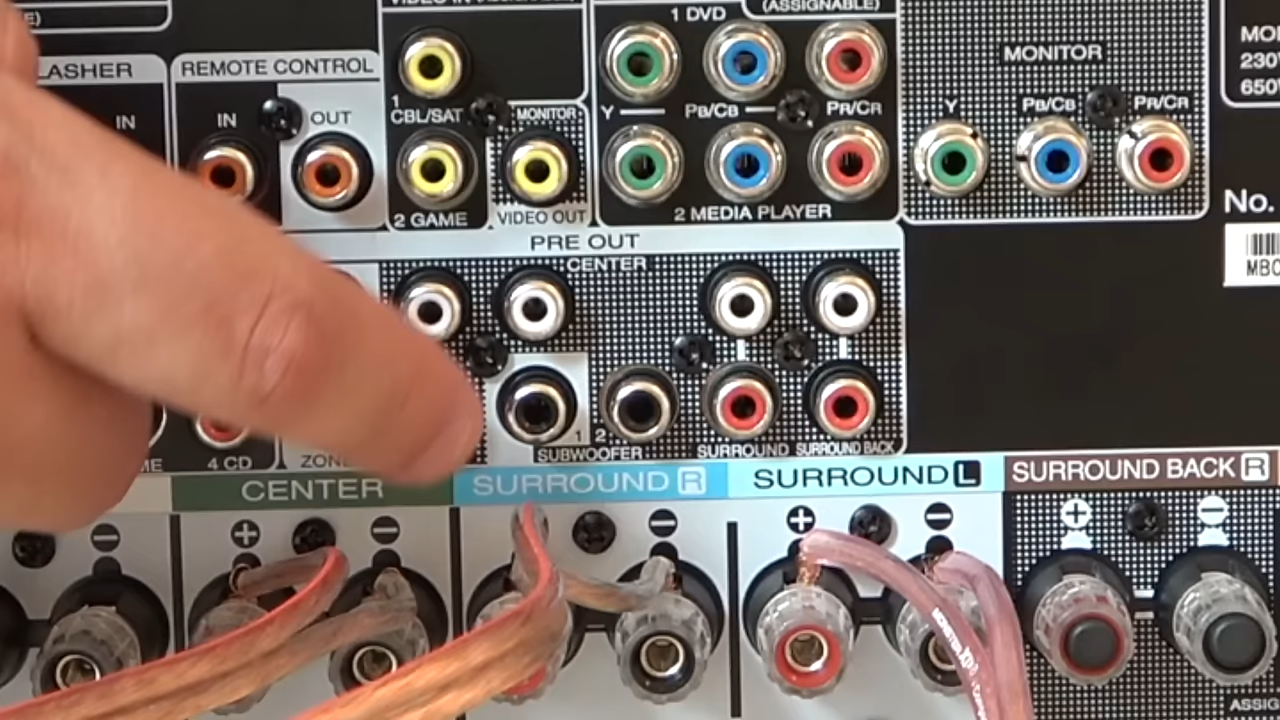 (ASSIGNABLE)
1 DVD
MONITOR
LASHER
REMOTE CONTROL
IN
IN
OUT
1
CBL/SAT
MONITOR
Y
PB/CB
PR/CR
Y
PB/CB
PR/CR
2 GAME
VIDEO OUT
2 MEDIA PLAYER
No.
PRE OUT
CENTER
1
2
SUBWOOFER
SURROUND
SURROUND BACK
4 CD
CENTER
SURROUND R
SURROUND L
SURROUND BACK R
+
−
+
−
+
−
−